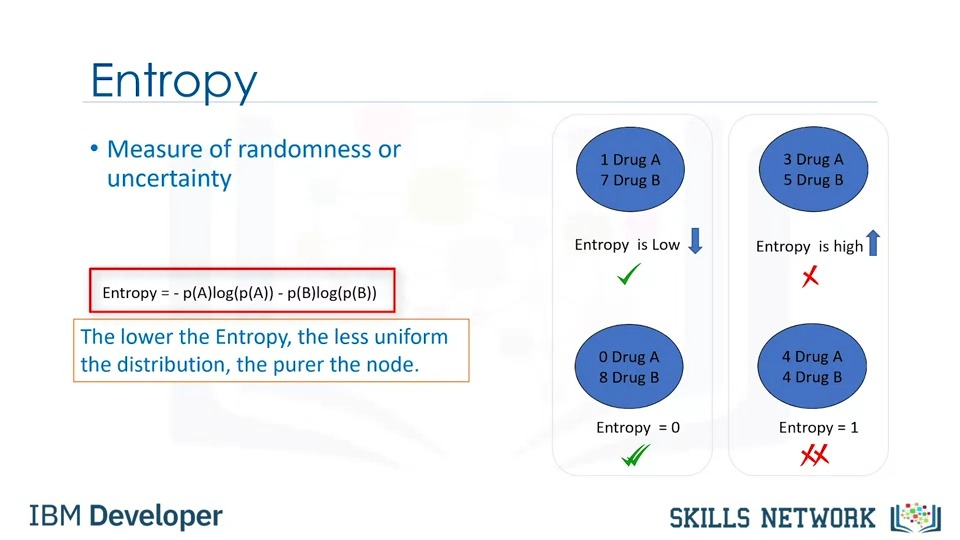 Entropy
• Measure of randomness or
uncertainty
Entropy = - p(A)log(p(A)) - p(B)log(p(B))
The lower the Entropy, the less uniform
the distribution, the purer the node.
1 Drug A
7 Drug B
Entropy is Low
3 Drug A
5 Drug B
Entropy is high
0 Drug A
8 Drug B
Entropy = 0
4 Drug A
4 Drug B
Entropy = 1
IBM Developer
SKILLS NETWORK